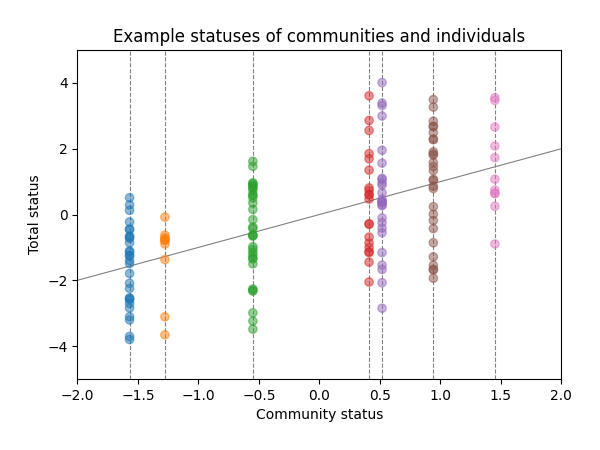 Example statuses of communities and individuals
Total status
4
2
0
−2
−4
−2.0 −1.5 −1.0 −0.5 0.0 0.5 1.0 1.5 2.0
Community status